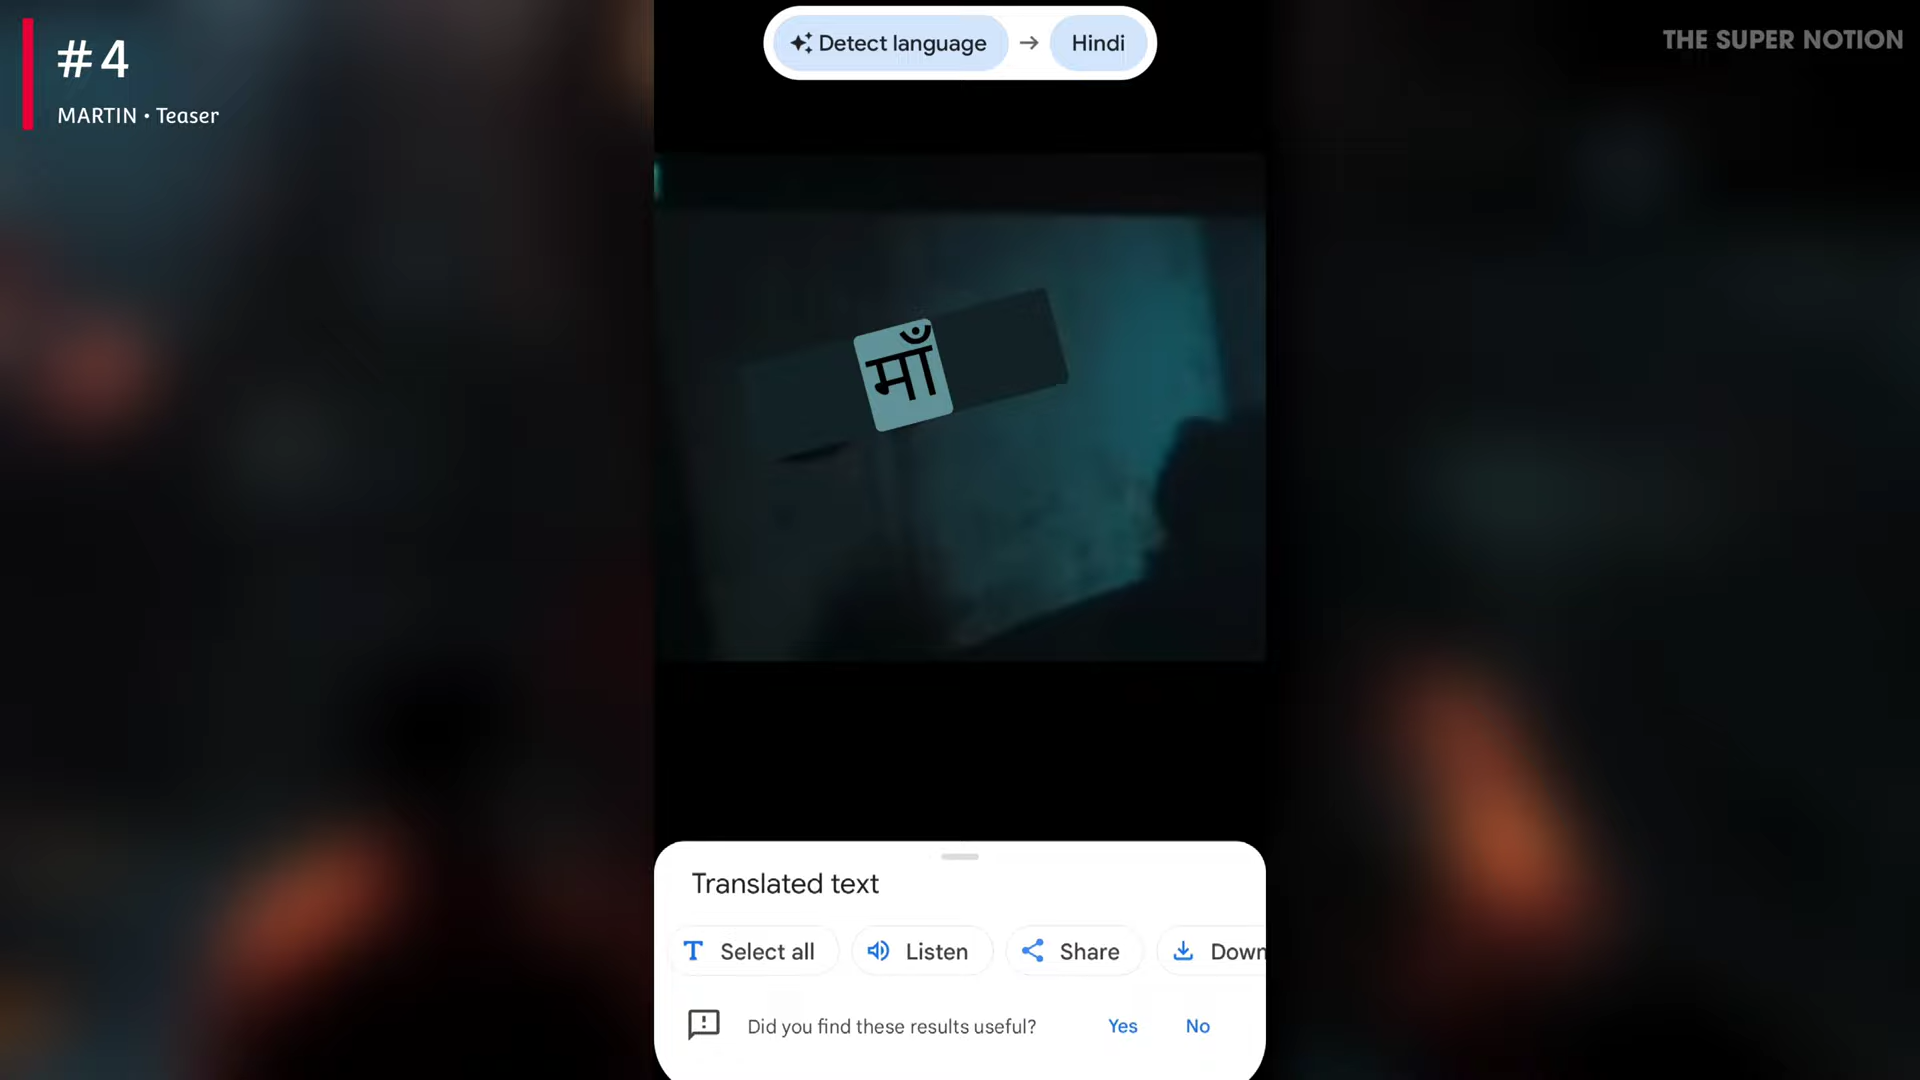 #4
MARTIN • Teaser
THE SUPER NOTION
Detect language → Hindi
माँ
Translated text
Select all
Listen
Share
Down
Did you find these results useful?
Yes
No